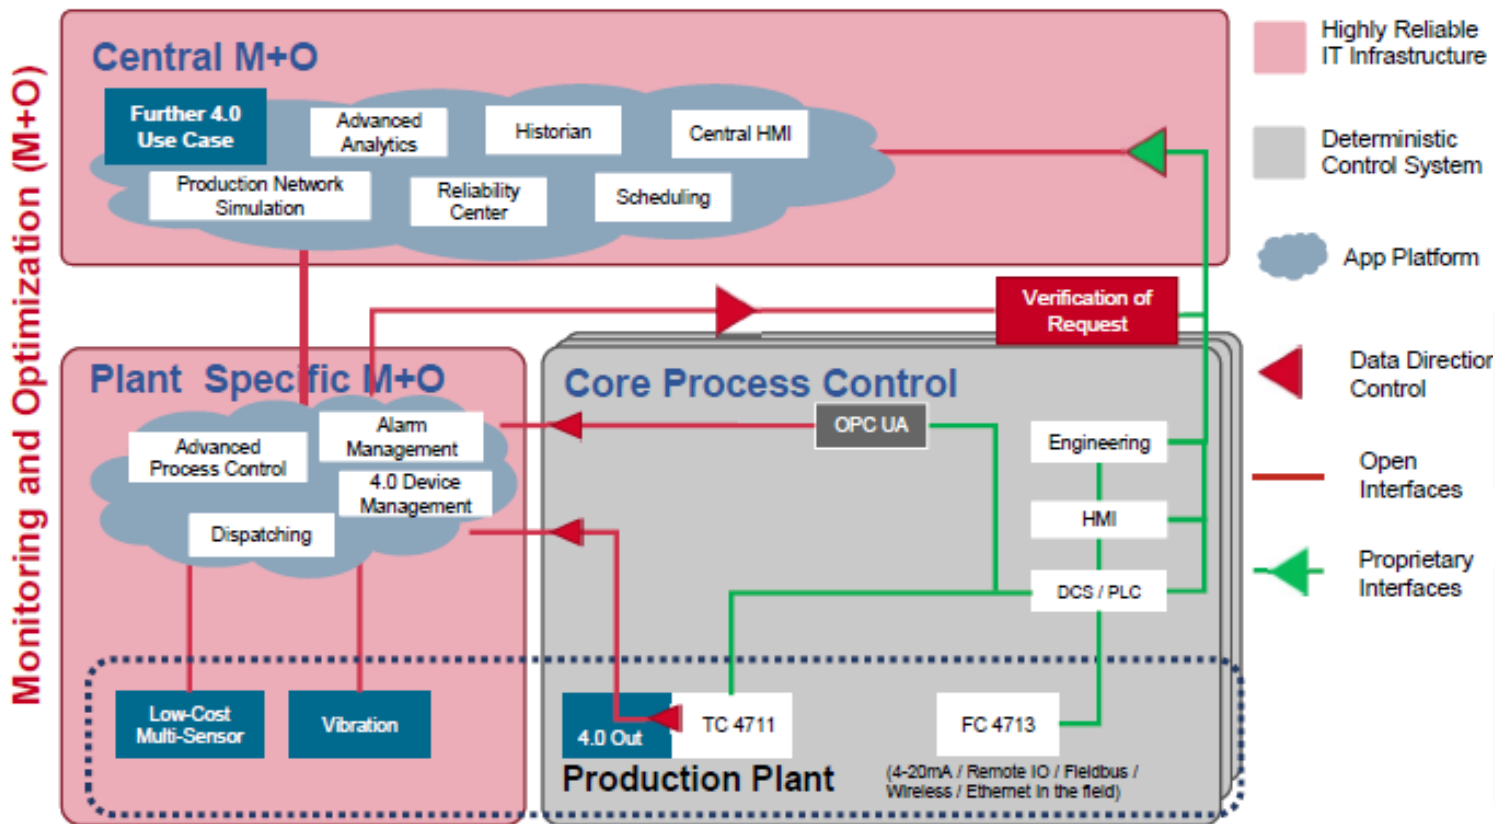 Monitoring and Optimization (M+O)
Central M+O
Further 4.0
Use Case
Advanced
Analytics
Historian
Central HMI
Production Network
Simulation
Reliability
Center
Scheduling
Verification of
Request
Plant Specific M+O
Advanced
Process Control
Alarm
Management
4.0 Device
Management
Dispatching
Low-Cost
Multi-Sensor
Vibration
Core Process Control
OPC UA
Engineering
HMI
DCS / PLC
4.0 Out
TC 4711
FC 4713
Production Plant
(4-20mA / Remote IO / Fieldbus /
Wireless / Ethernet in the field)
Highly Reliable
IT Infrastructure
Deterministic
Control System
App Platform
Data Direction
Control
Open
Interfaces
Proprietary
Interfaces